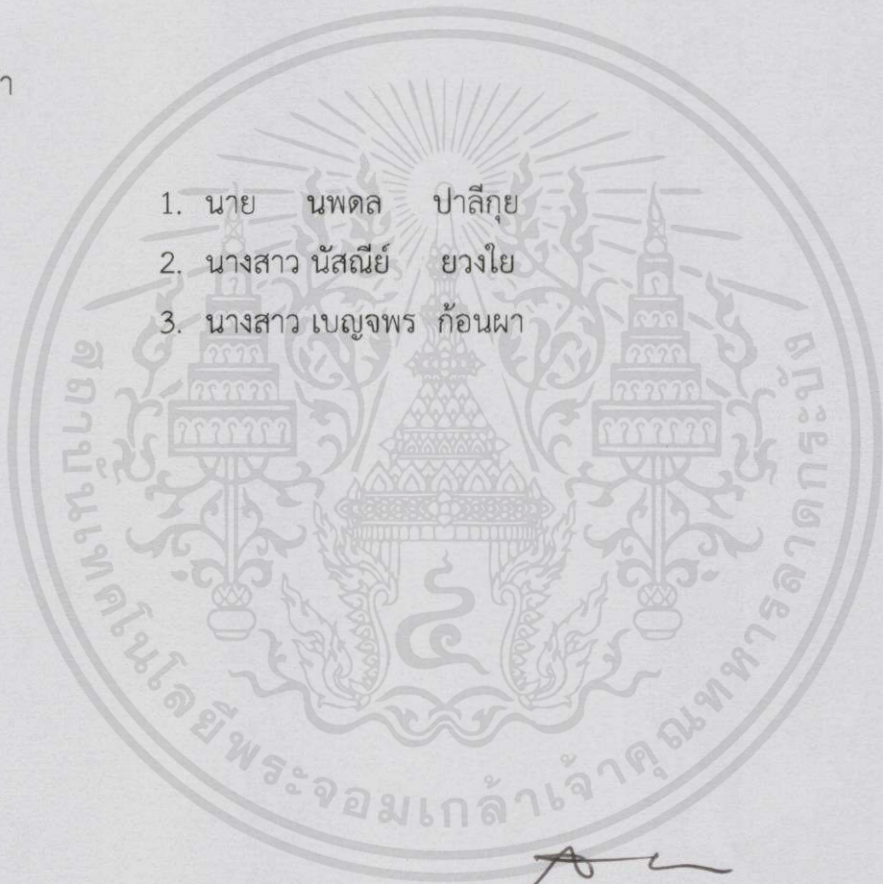 า
1. นาย นพดล ปาลีกุย
2. นางสาว นัสณีย์ ยวงใย
3. นางสาว เบญจพร ก้อนผา
สถาบันเทคโนโลยีพระจอมเกล้าเจ้าคุณทหารลาดกระบัง
๔